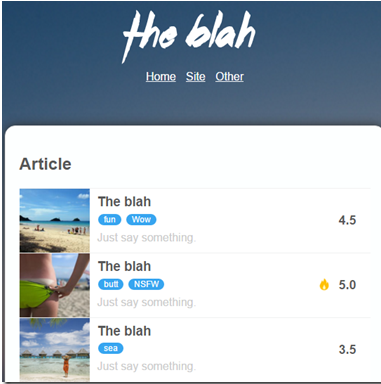 the blah
Home Site Other
Article
The blah
fun Wow
4.5
Just say something.
The blah
butt NSFW
5.0
Just say something.
The blah
sea
3.5
Just say something.